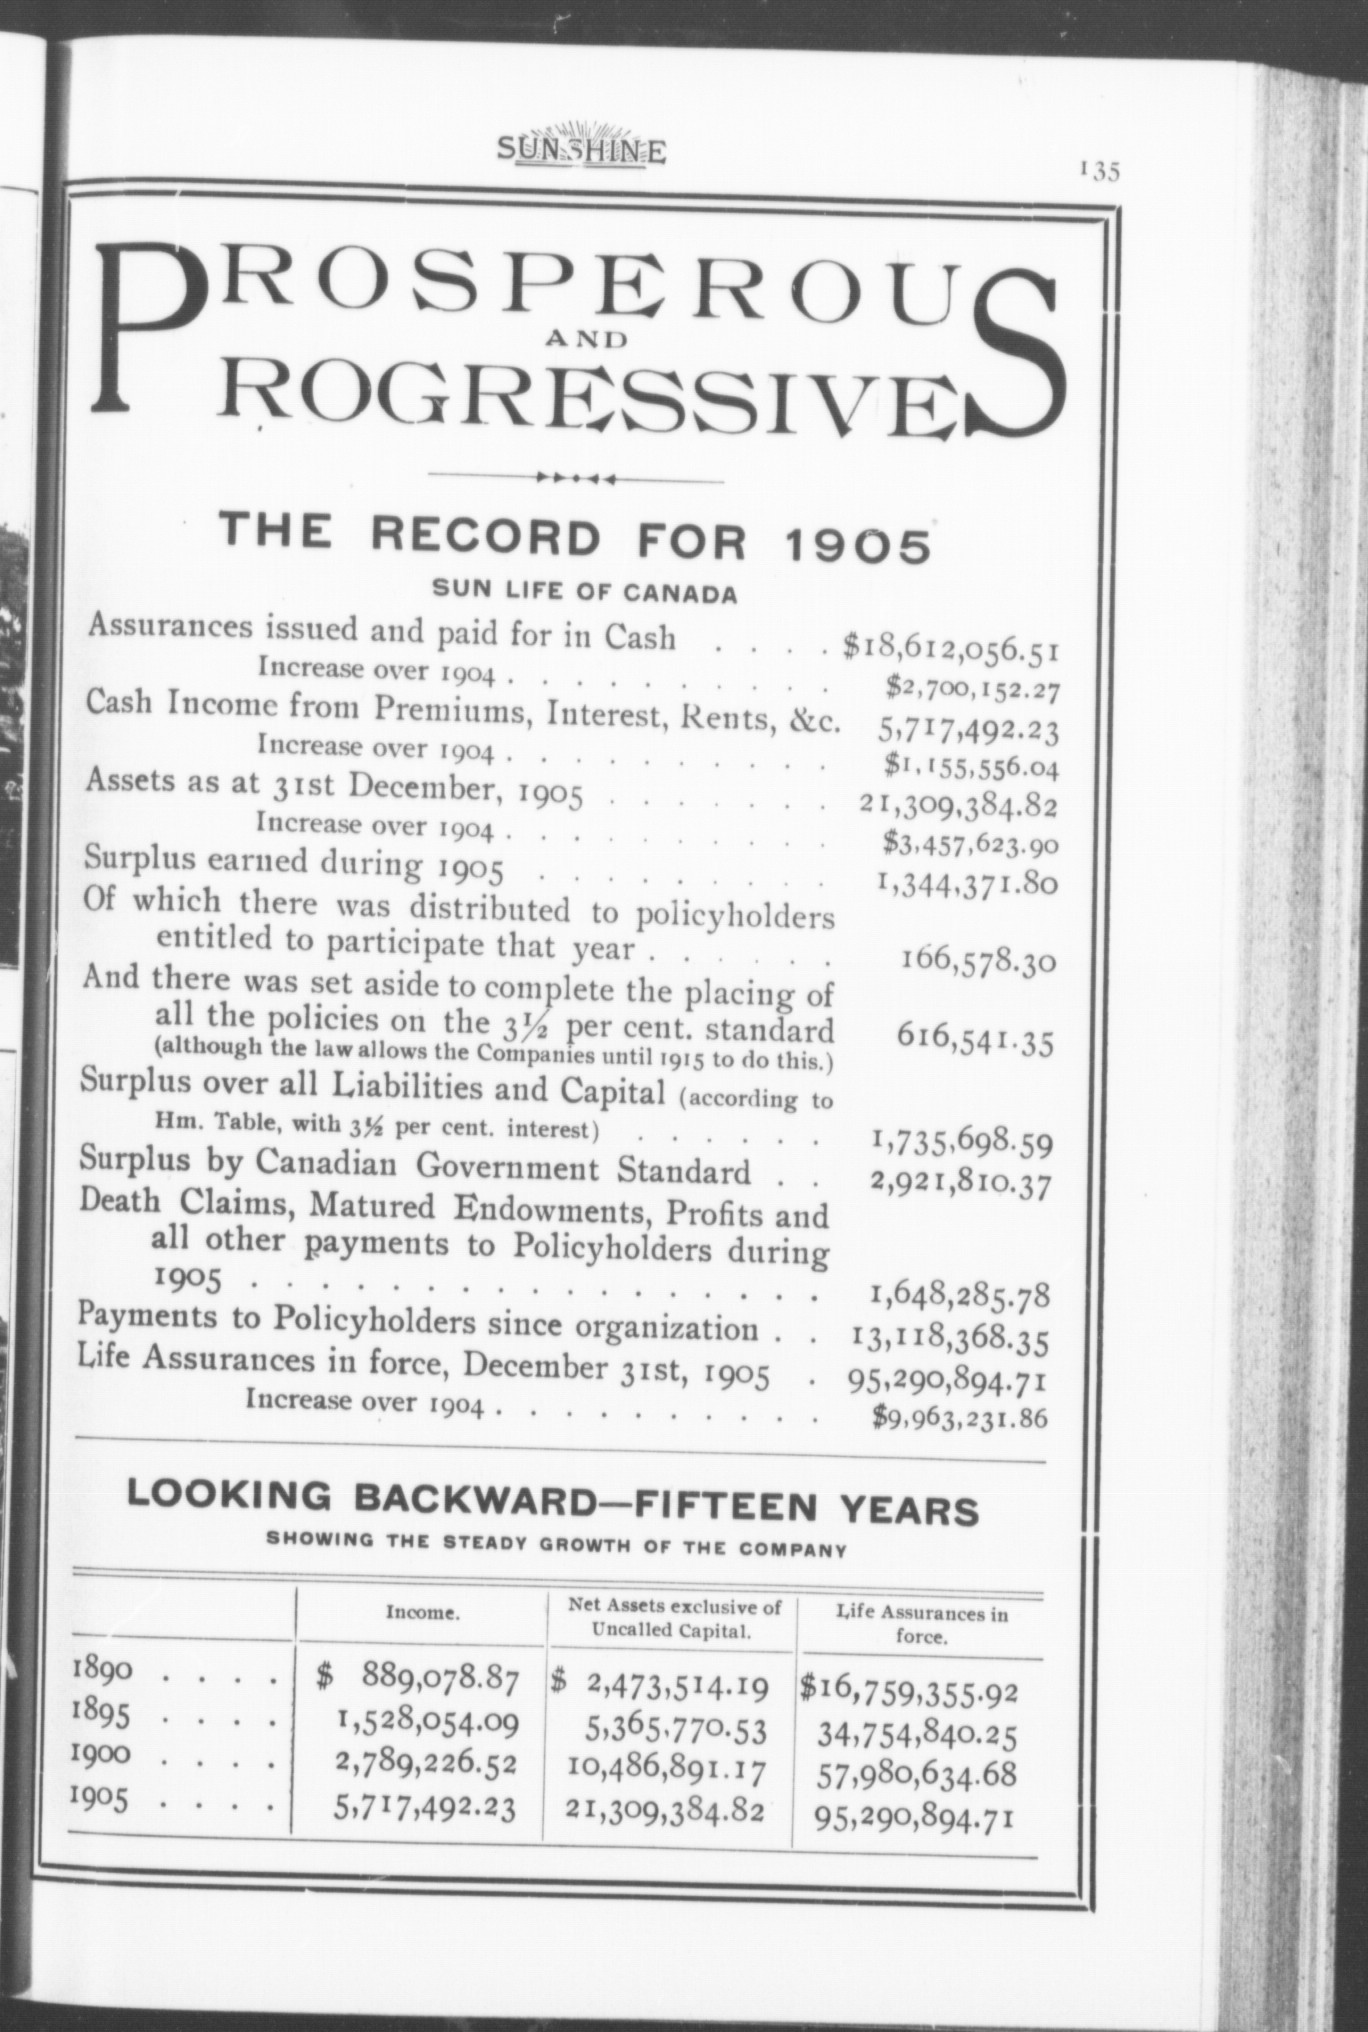 SUNSHINE
135
PROSPEROUS
AND
PROGRESSIVES
THE RECORD FOR 1905
SUN LIFE OF CANADA
Assurances issued and paid for in Cash . . . . $18,612,056.51
Increase over 1904 . . . . . . . . . . $2,700,152.27
Cash Income from Premiums, Interest, Rents, &c. 5,717,492.23
Increase over 1904 . . . . . . . . . . $1,155,556.04
Assets as at 31st December, 1905 . . . . . . . 21,309,384.82
Increase over 1904 . . . . . . . . . . $3,457,623.90
Surplus earned during 1905 . . . . . . . . . 1,344,371.80
Of which there was distributed to policyholders
entitled to participate that year . . . . . . 166,578.30
And there was set aside to complete the placing of
all the policies on the 3½ per cent. standard 616,541.35
(although the law allows the Companies until 1915 to do this.)
Surplus over all Liabilities and Capital (according to
Hm. Table, with 3½ per cent. interest) . . . . . . 1,735,698.59
Surplus by Canadian Government Standard . . 2,921,810.37
Death Claims, Matured Endowments, Profits and
all other payments to Policyholders during
1905 . . . . . . . . . . . . . . . . . 1,648,285.78
Payments to Policyholders since organization . . 13,118,368.35
Life Assurances in force, December 31st, 1905 . 95,290,894.71
Increase over 1904 . . . . . . . . . . $9,963,231.86
LOOKING BACKWARD—FIFTEEN YEARS
SHOWING THE STEADY GROWTH OF THE COMPANY
Income. Net Assets exclusive of Life Assurances in
Uncalled Capital. force.
1890 . . . . $ 889,078.87 $ 2,473,514.19 $16,759,355.92
1895 . . . . 1,528,054.09 5,365,770.53 34,754,840.25
1900 . . . . 2,789,226.52 10,486,891.17 57,980,634.68
1905 . . . . 5,717,492.23 21,309,384.82 95,290,894.71